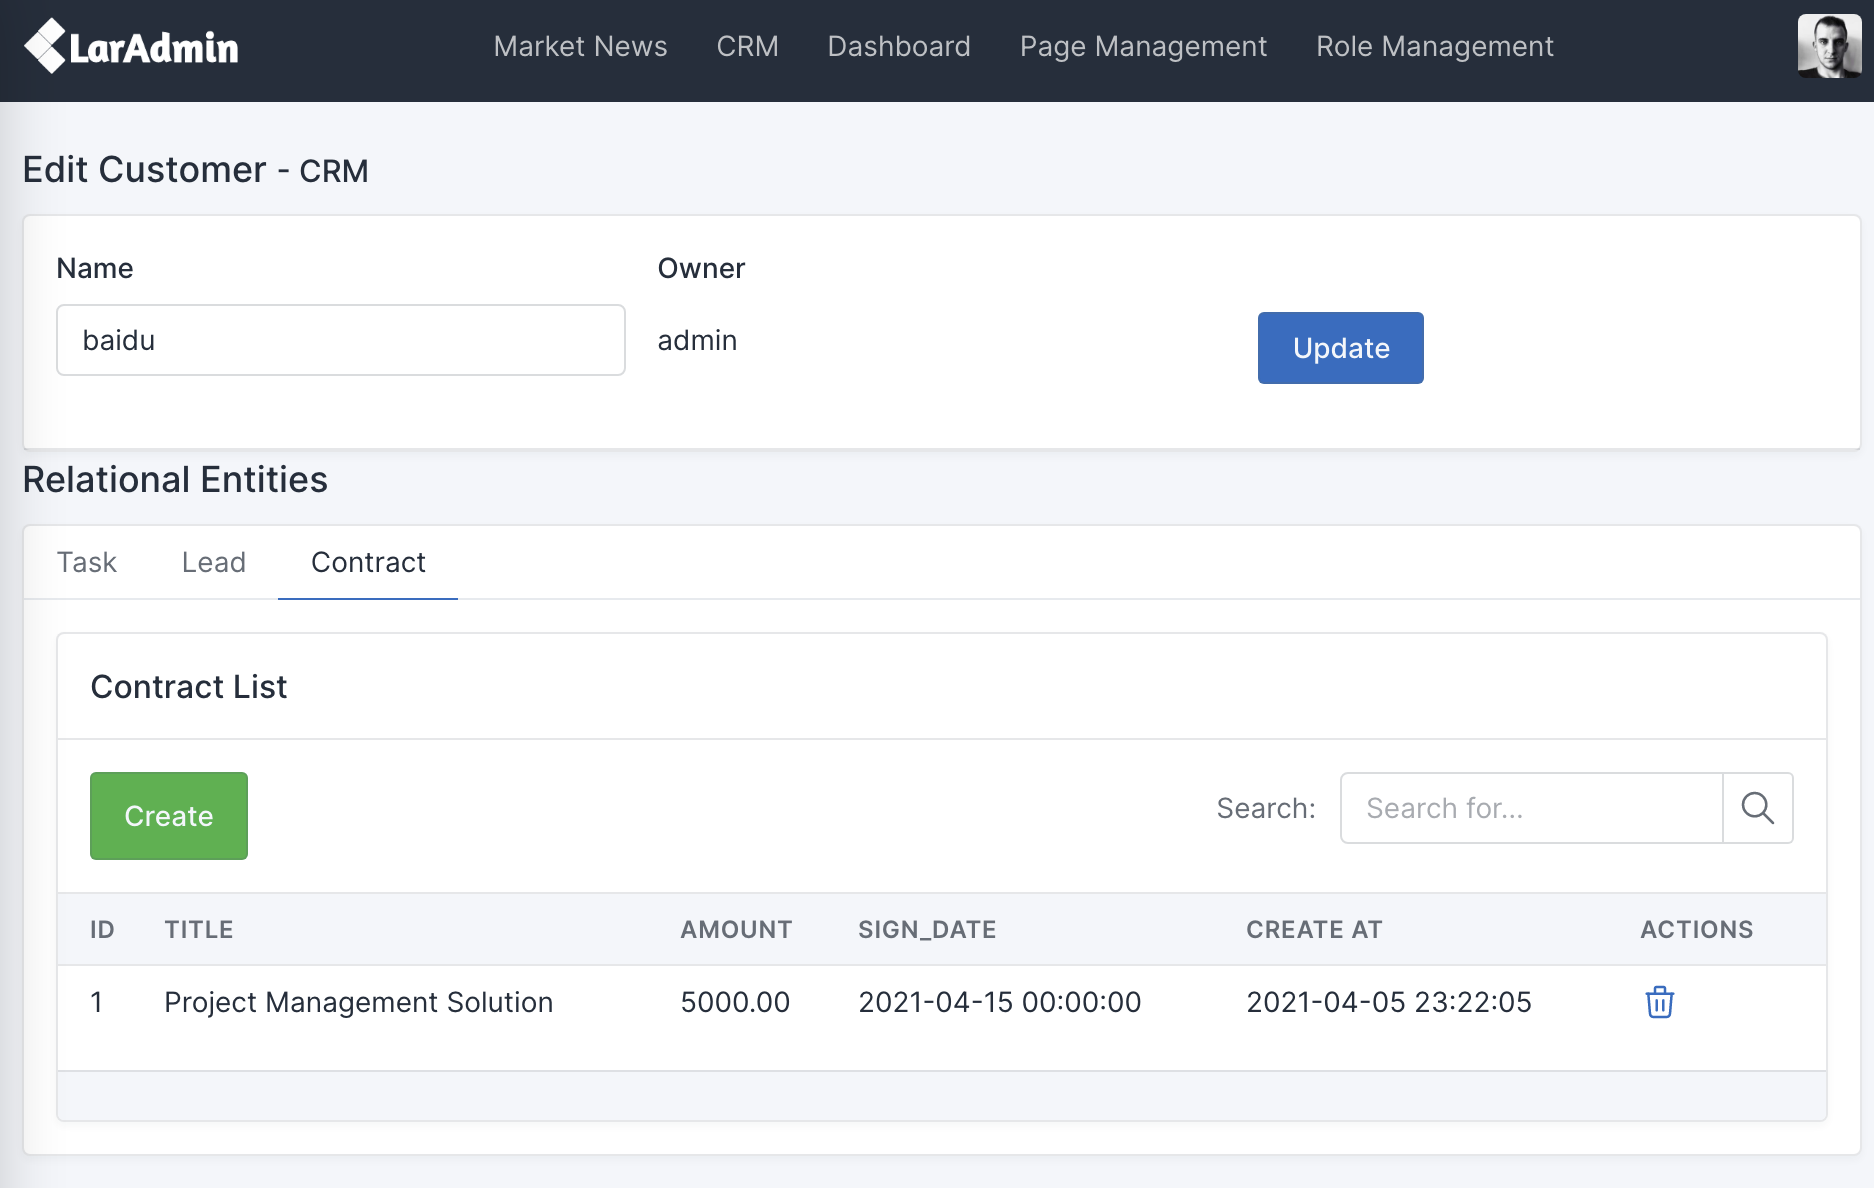 LarAdmin
Market News CRM Dashboard Page Management Role Management
Edit Customer - CRM
Name Owner
baidu admin
Update
Relational Entities
Task Lead Contract
Contract List
Create
Search: Search for...
ID TITLE AMOUNT SIGN_DATE CREATE AT ACTIONS
1 Project Management Solution 5000.00 2021-04-15 00:00:00 2021-04-05 23:22:05